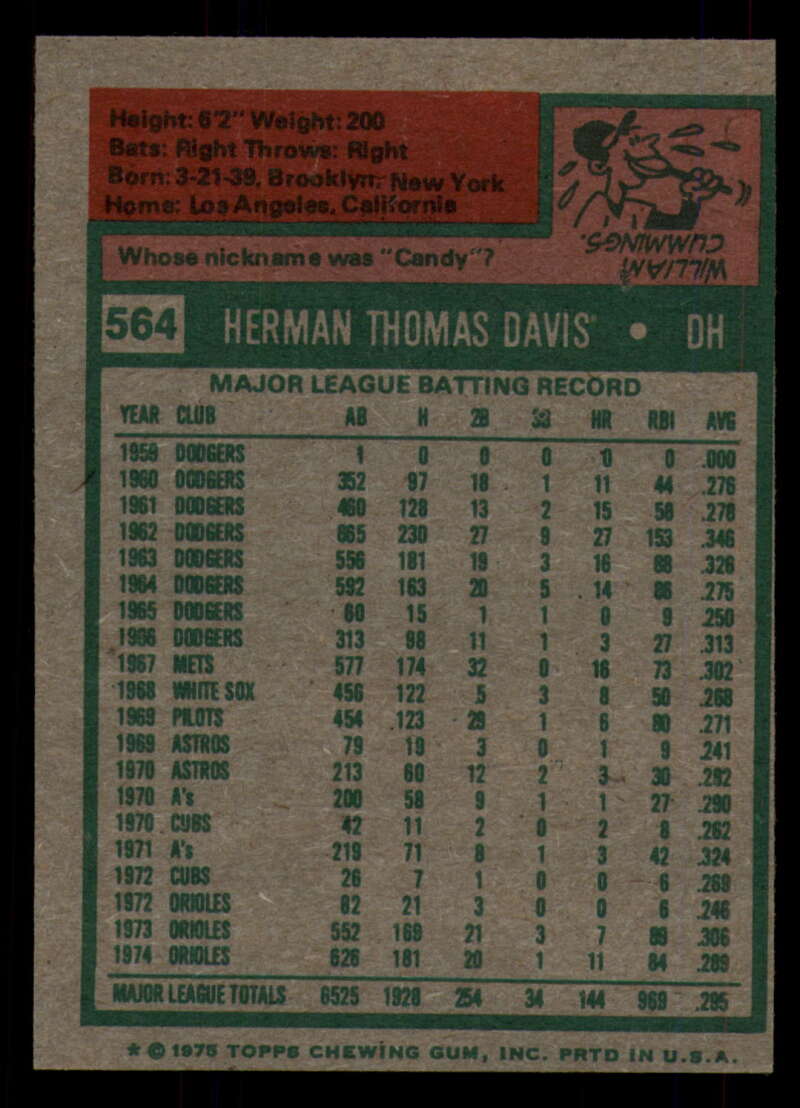 Height: 6'2" Weight: 200
Bats: Right Throws: Right
Born: 3-21-39, Brooklyn, New York
Home: Los Angeles, California
Whose nickname was "Candy"?
WILLIAM
CUMMINGS.
564 HERMAN THOMAS DAVIS • DH
MAJOR LEAGUE BATTING RECORD
YEAR CLUB AB H 2B 3B HR RBI AVG
1959 DODGERS 1 0 0 0 0 0 .000
1960 DODGERS 352 97 18 1 11 44 .276
1961 DODGERS 460 128 13 2 15 58 .278
1962 DODGERS 665 230 27 9 27 153 .346
1963 DODGERS 556 181 19 3 16 88 .326
1964 DODGERS 592 163 20 5 14 86 .275
1965 DODGERS 60 15 1 1 0 9 .250
1966 DODGERS 313 98 11 1 3 27 .313
1967 METS 577 174 32 0 16 73 .302
1968 WHITE SOX 456 122 5 3 8 50 .268
1969 PILOTS 454 123 29 1 6 80 .271
1969 ASTROS 79 19 3 0 1 9 .241
1970 ASTROS 213 60 12 2 3 30 .282
1970 A's 200 58 9 1 1 27 .290
1970 CUBS 42 11 2 0 2 8 .262
1971 A's 219 71 8 1 3 42 .324
1972 CUBS 26 7 1 0 0 6 .269
1972 ORIOLES 82 21 3 0 0 6 .246
1973 ORIOLES 552 169 21 3 7 89 .306
1974 ORIOLES 626 181 20 1 11 84 .289
MAJOR LEAGUE TOTALS 6525 1928 254 34 144 969 .295
* © 1975 TOPPS CHEWING GUM, INC. PRTD IN U.S.A.